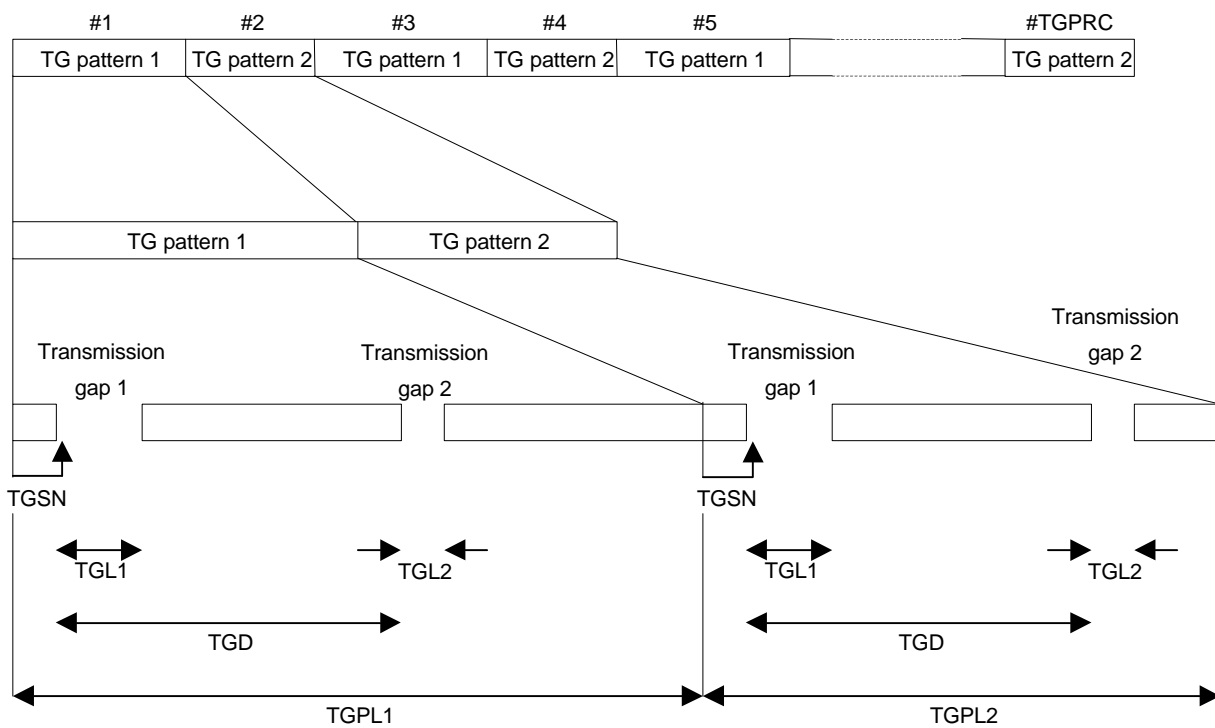 #1 #2 #3 #4 #5 #TGPRC
TG pattern 1 TG pattern 2 TG pattern 1 TG pattern 2 TG pattern 1 TG pattern 2
TG pattern 1 TG pattern 2
Transmission
gap 1
Transmission
gap 2
Transmission
gap 1
Transmission
gap 2
TGSN TGSN
TGL1 TGL2 TGL1 TGL2
TGD TGD
TGPL1 TGPL2